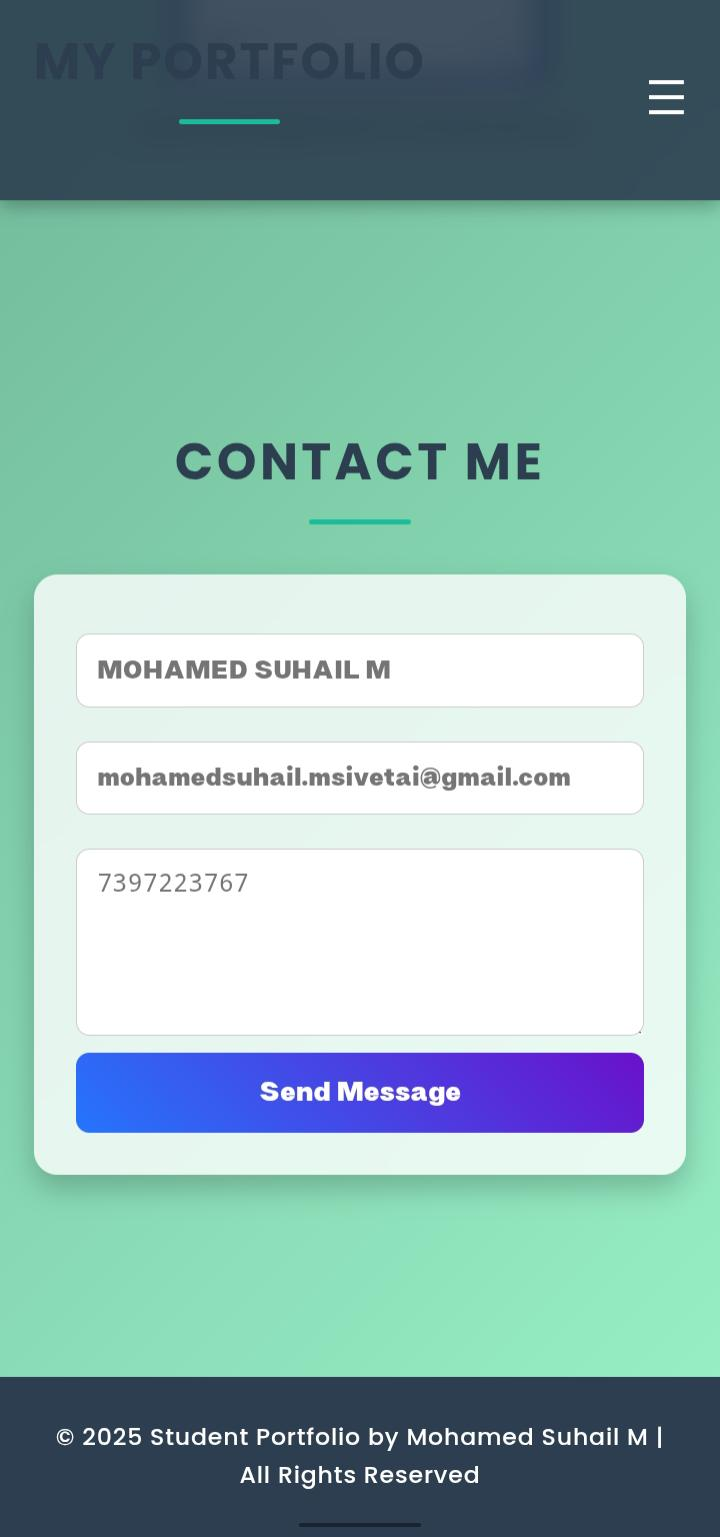 MY PORTFOLIO
CONTACT ME
MOHAMED SUHAIL M
mohamedsuhail.msivetai@gmail.com
7397223767
Send Message
© 2025 Student Portfolio by Mohamed Suhail M |
All Rights Reserved